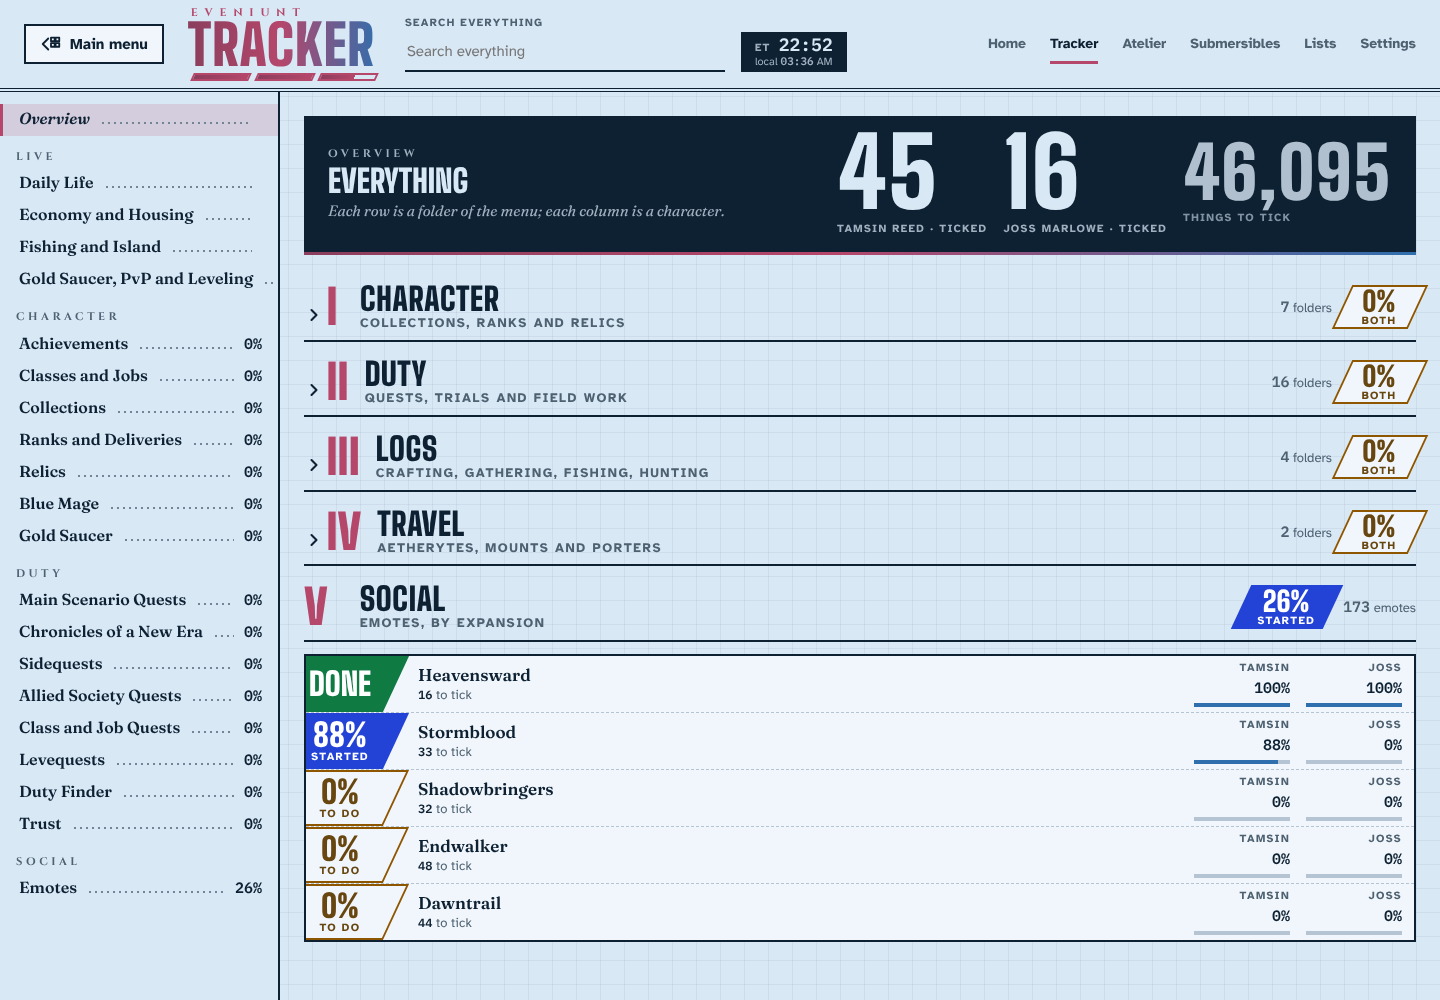 Main menu
EVENIUNT
TRACKER
SEARCH EVERYTHING
Search everything
ET 22:52
local 03:36 AM
Home
Tracker
Atelier
Submersibles
Lists
Settings
Overview
LIVE
Daily Life
Economy and Housing
Fishing and Island
Gold Saucer, PvP and Leveling
CHARACTER
Achievements 0%
Classes and Jobs 0%
Collections 0%
Ranks and Deliveries 0%
Relics 0%
Blue Mage 0%
Gold Saucer 0%
DUTY
Main Scenario Quests 0%
Chronicles of a New Era 0%
Sidequests 0%
Allied Society Quests 0%
Class and Job Quests 0%
Levequests 0%
Duty Finder 0%
Trust 0%
SOCIAL
Emotes 26%
OVERVIEW
EVERYTHING
Each row is a folder of the menu; each column is a character.
45
TAMSIN REED · TICKED
16
JOSS MARLOWE · TICKED
46,095
THINGS TO TICK
I CHARACTER
COLLECTIONS, RANKS AND RELICS
7 folders
0%
BOTH
II DUTY
QUESTS, TRIALS AND FIELD WORK
16 folders
0%
BOTH
III LOGS
CRAFTING, GATHERING, FISHING, HUNTING
4 folders
0%
BOTH
IV TRAVEL
AETHERYTES, MOUNTS AND PORTERS
2 folders
0%
BOTH
V SOCIAL
EMOTES, BY EXPANSION
26%
STARTED
173 emotes
DONE
Heavensward
16 to tick
TAMSIN
100%
JOSS
100%
88%
STARTED
Stormblood
33 to tick
TAMSIN
88%
JOSS
0%
0%
TO DO
Shadowbringers
32 to tick
TAMSIN
0%
JOSS
0%
0%
TO DO
Endwalker
48 to tick
TAMSIN
0%
JOSS
0%
0%
TO DO
Dawntrail
44 to tick
TAMSIN
0%
JOSS
0%